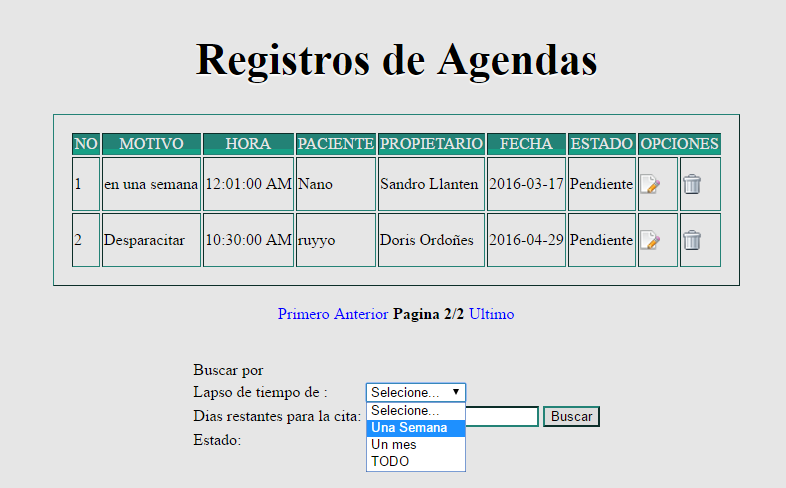 Registros de Agendas
NO MOTIVO HORA PACIENTE PROPIETARIO FECHA ESTADO OPCIONES
1 en una semana 12:01:00 AM Nano Sandro Llanten 2016-03-17 Pendiente
2 Desparacitar 10:30:00 AM ruyyo Doris Ordoñes 2016-04-29 Pendiente
Primero Anterior Pagina 2/2 Ultimo
Buscar por
Lapso de tiempo de : Selecione...
Dias restantes para la cita: Buscar
Estado:
Selecione...
Una Semana
Un mes
TODO